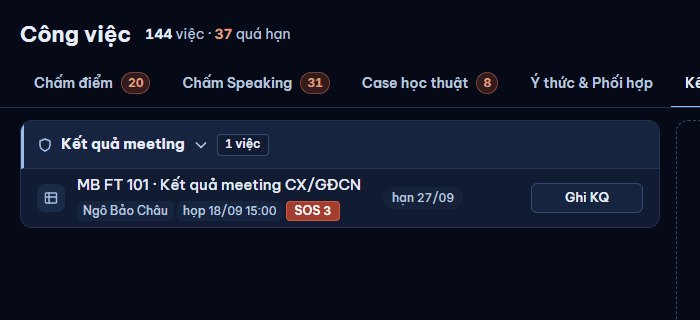 Công việc 144 việc · 37 quá hạn
Chấm điểm 20 Chấm Speaking 31 Case học thuật 8 Ý thức & Phối hợp
Kết quả meeting 1 việc
MB FT 101 · Kết quả meeting CX/GĐCN
hạn 27/09
Ghi KQ
Ngô Bảo Châu họp 18/09 15:00 SOS 3